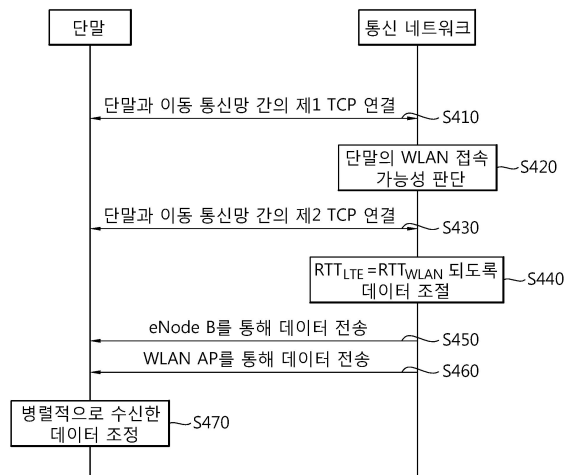 단말
통신 네트워크
단말과 이동 통신망 간의 제1 TCP 연결
S410
단말의 WLAN 접속
가능성 판단
S420
단말과 이동 통신망 간의 제2 TCP 연결
S430
RTT_LTE=RTT_WLAN 되도록
데이터 조절
S440
eNode B를 통해 데이터 전송
S450
WLAN AP를 통해 데이터 전송
S460
병렬적으로 수신한
데이터 조정
S470